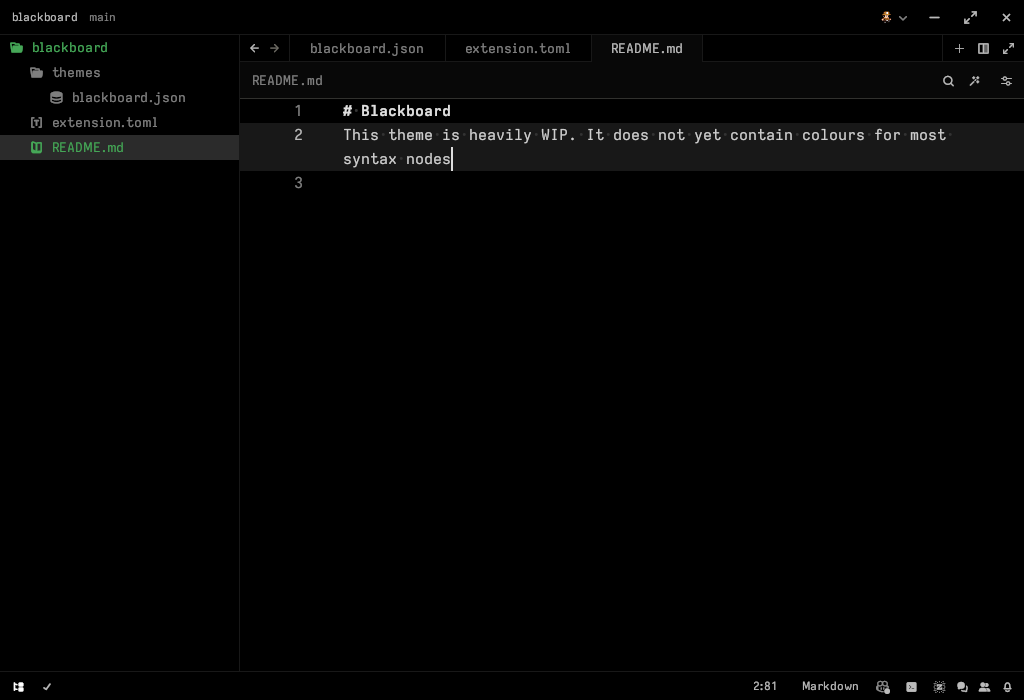 blackboard main
blackboard
themes
blackboard.json
extension.toml
README.md
blackboard.json extension.toml README.md
README.md
1 # Blackboard
2 This theme is heavily WIP. It does not yet contain colours for most
syntax nodes
3
2:81 Markdown